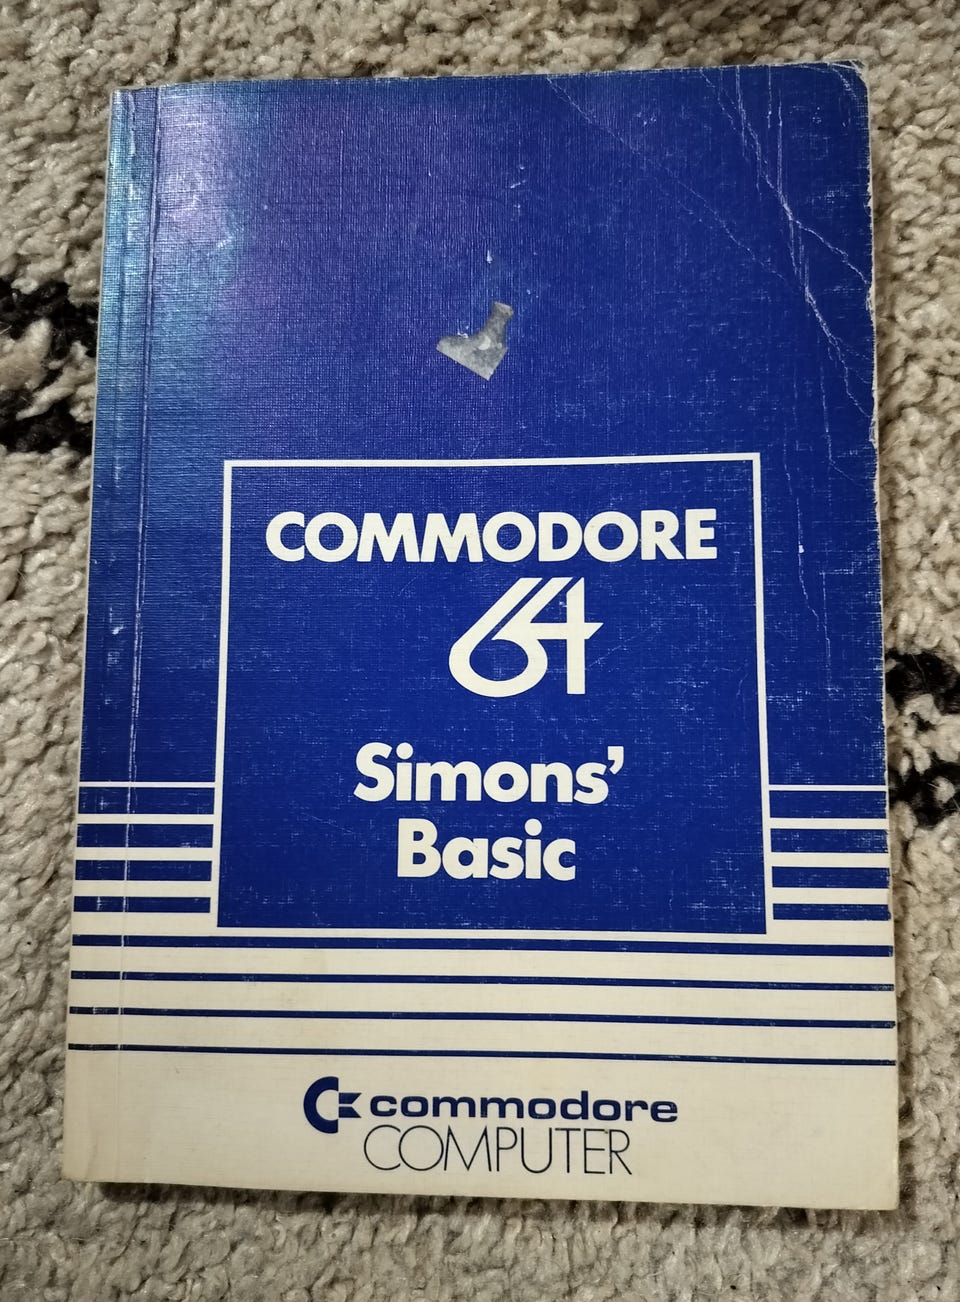 COMMODORE
64
Simons'
Basic
commodore
COMPUTER